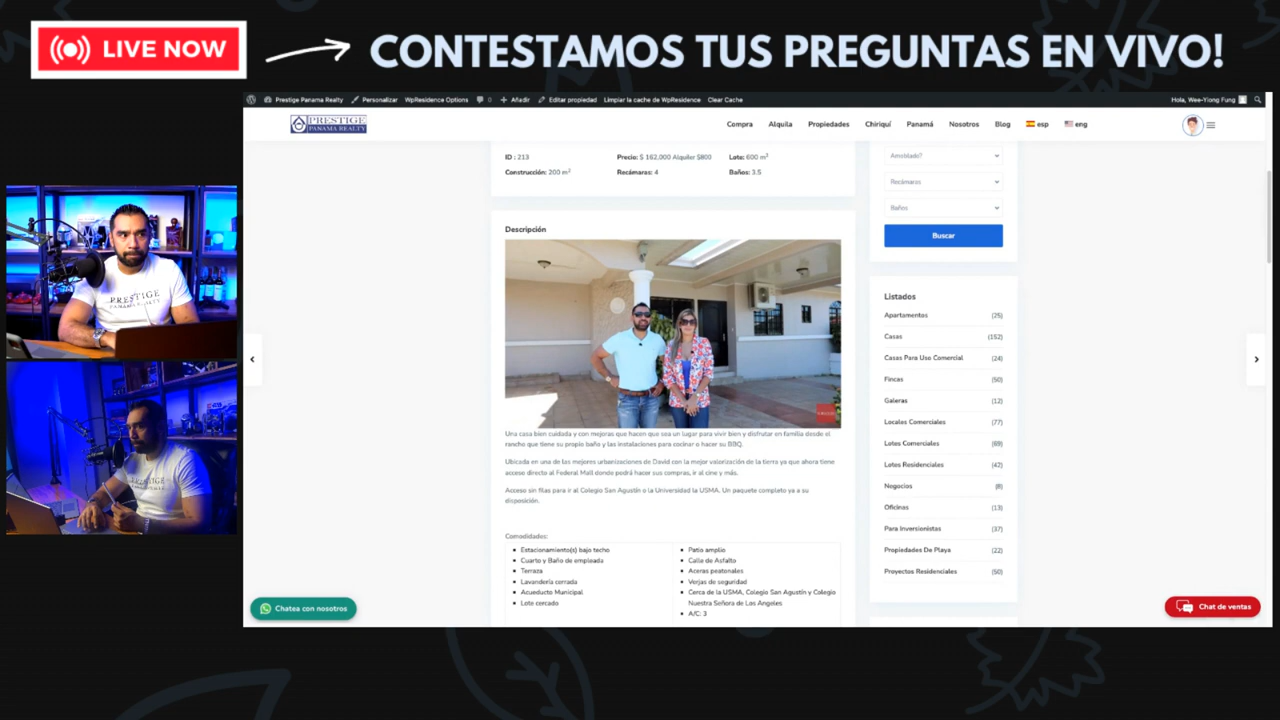 LIVE NOW
CONTESTAMOS TUS PREGUNTAS EN VIVO!
Prestige Panama Realty Personalizar WpResidence Options 0 Añadir Editar propiedad Limpiar la cache de WpResidence Clear Cache Hola, Wee-Yiong Fung
PRESTIGE
PANAMA REALTY
Compra Alquila Propiedades Chiriquí Panamá Nosotros Blog esp eng
ID : 213 Precio: $ 162,000 Alquiler $800 Lote: 600 m²
Construcción: 200 m² Recámaras: 4 Baños: 3.5
Amoblado?
Recámaras
Baños
Buscar
Descripción
Una casa bien cuidada y con mejoras que hacen que sea un lugar para vivir bien y disfrutar en familia desde el
rancho que tiene su propio baño y las instalaciones para cocinar o hacer su BBQ.
Ubicada en una de las mejores urbanizaciones de David con la mejor valorización de la tierra ya que ahora tiene
acceso directo al Federal Mall donde podrá hacer sus compras, ir al cine y más.
Acceso sin filas para ir al Colegio San Agustín o la Universidad la USMA. Un paquete completo ya a su
disposición.
Comodidades:
Estacionamiento(s) bajo techo
Cuarto y Baño de empleada
Terraza
Lavandería cerrada
Acueducto Municipal
Lote cercado
Patio amplio
Calle de Asfalto
Aceras peatonales
Verjas de seguridad
Cerca de la USMA, Colegio San Agustín y Colegio
Nuestra Señora de Los Angeles
A/C: 3
Listados
Apartamentos (25)
Casas (152)
Casas Para Uso Comercial (24)
Fincas (50)
Galeras (12)
Locales Comerciales (77)
Lotes Comerciales (69)
Lotes Residenciales (42)
Negocios (8)
Oficinas (13)
Para Inversionistas (37)
Propiedades De Playa (22)
Proyectos Residenciales (50)
Chatea con nosotros
Chat de ventas
PRESTIGE